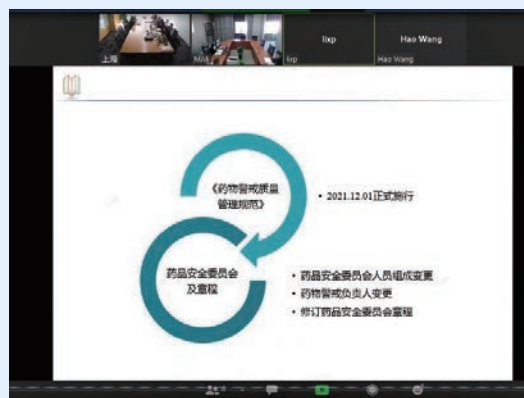 lixp
Hao Wang
上海
MAH
lixp
Hao Wang
《药物警戒质量
管理规范》
• 2021.12.01正式施行
药品安全委员会
及章程
• 药品安全委员会人员组成变更
• 药物警戒负责人变更
• 修订药品安全委员会章程